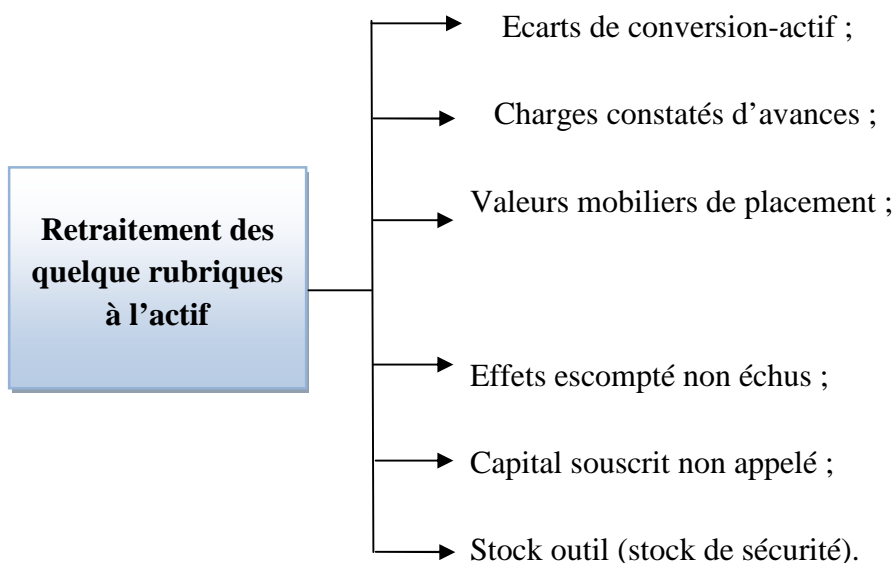 Ecarts de conversion-actif ;
Charges constatés d’avances ;
Valeurs mobiliers de placement ;
Retraitement des
quelque rubriques
à l’actif
Effets escompté non échus ;
Capital souscrit non appelé ;
Stock outil (stock de sécurité).